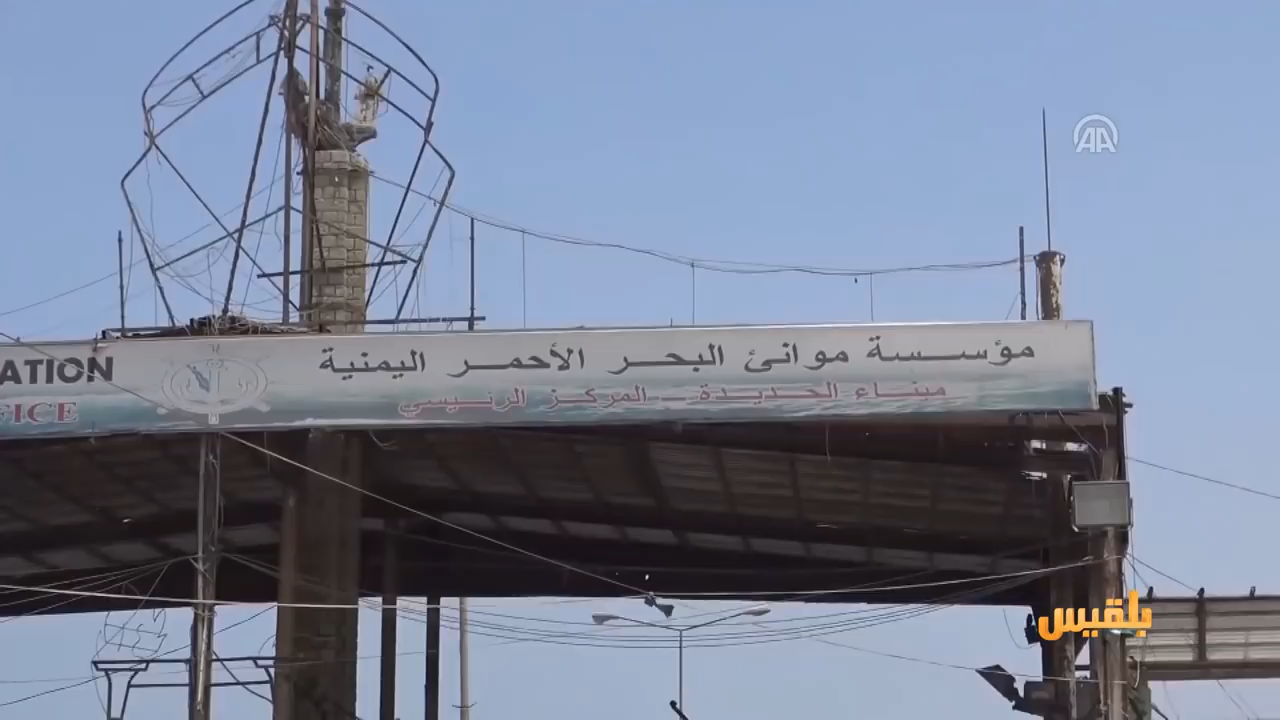 مؤسسة موانئ البحر الأحمر اليمنية
ميناء الحديدة - المركز الرئيسي
ATION
FICE
AA
بلقيس